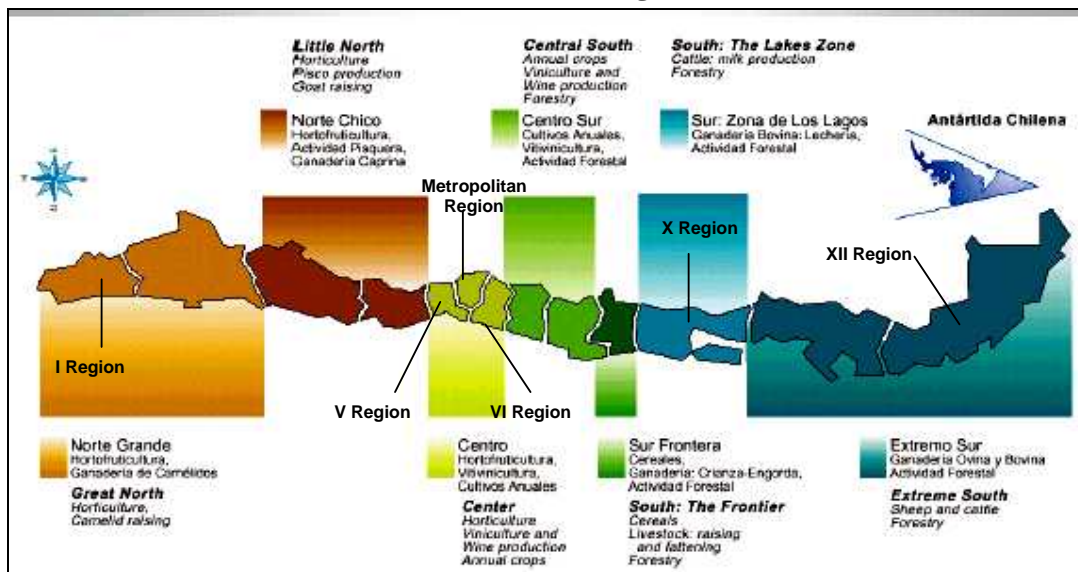 Little North
Horticulture
Pisco production
Goat raising
Norte Chico
Hortofruticultura,
Actividad Pisquera,
Ganadería Caprina
Central South
Annual crops
Viniculture and
Wine production
Forestry
Centro Sur
Cultivos Anuales,
Vitivinicultura,
Actividad Forestal
South: The Lakes Zone
Cattle: milk production
Forestry
Sur: Zona de Los Lagos
Ganadería Bovina: Lechería,
Actividad Forestal
Antártida Chilena
Metropolitan
Region
X Region
XII Region
I Region
V Region
VI Region
Norte Grande
Hortofruticultura,
Ganadería de Camélidos
Great North
Horticulture,
Camelid raising
Centro
Hortofruticultura,
Vitivinicultura,
Cultivos Anuales
Center
Horticulture
Viniculture and
Wine production
Annual crops
Sur Frontera
Cereales,
Ganadería: Crianza-Engorda,
Actividad Forestal
South: The Frontier
Cereals
Livestock: raising
and fattening
Forestry
Extremo Sur
Ganadería Ovina y Bovina
Actividad Forestal
Extreme South
Sheep and cattle
Forestry